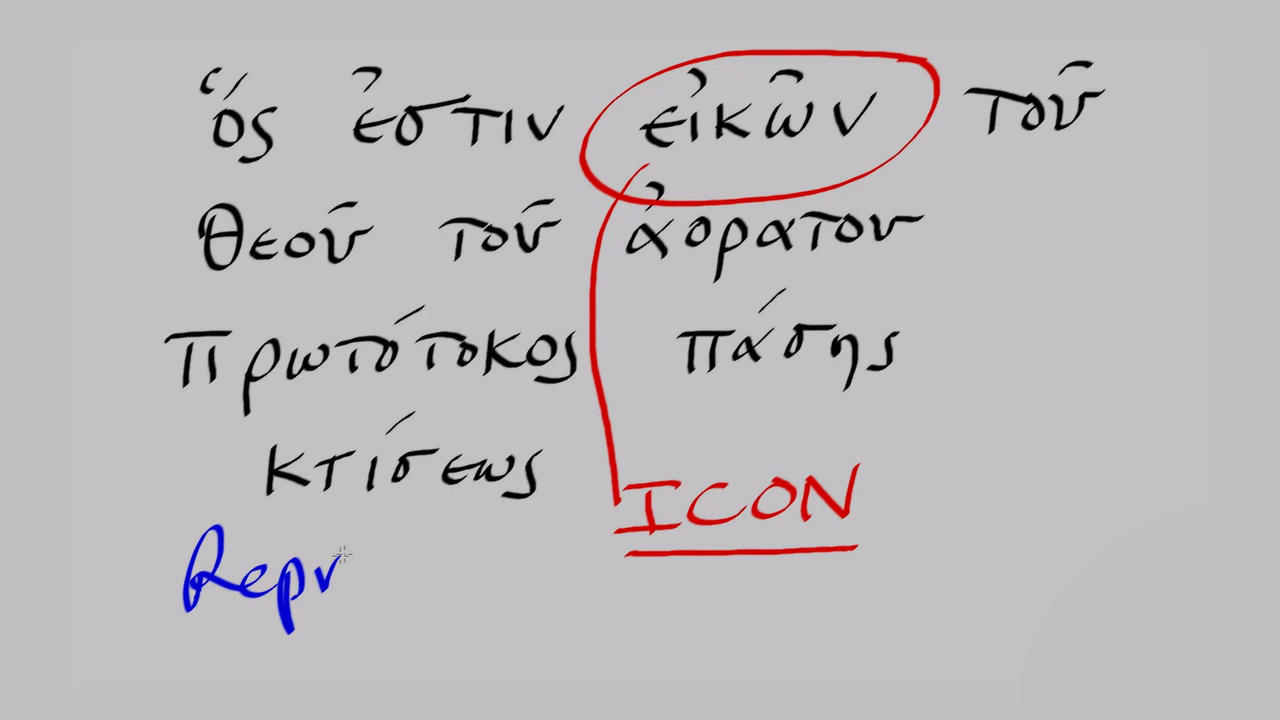 ὅς ἐστιν εἰκω̑ν του̑
θεου̑ του̑ ἀορατου
πρωτότοκος πάσης
κτίσεως
ICON
Repr